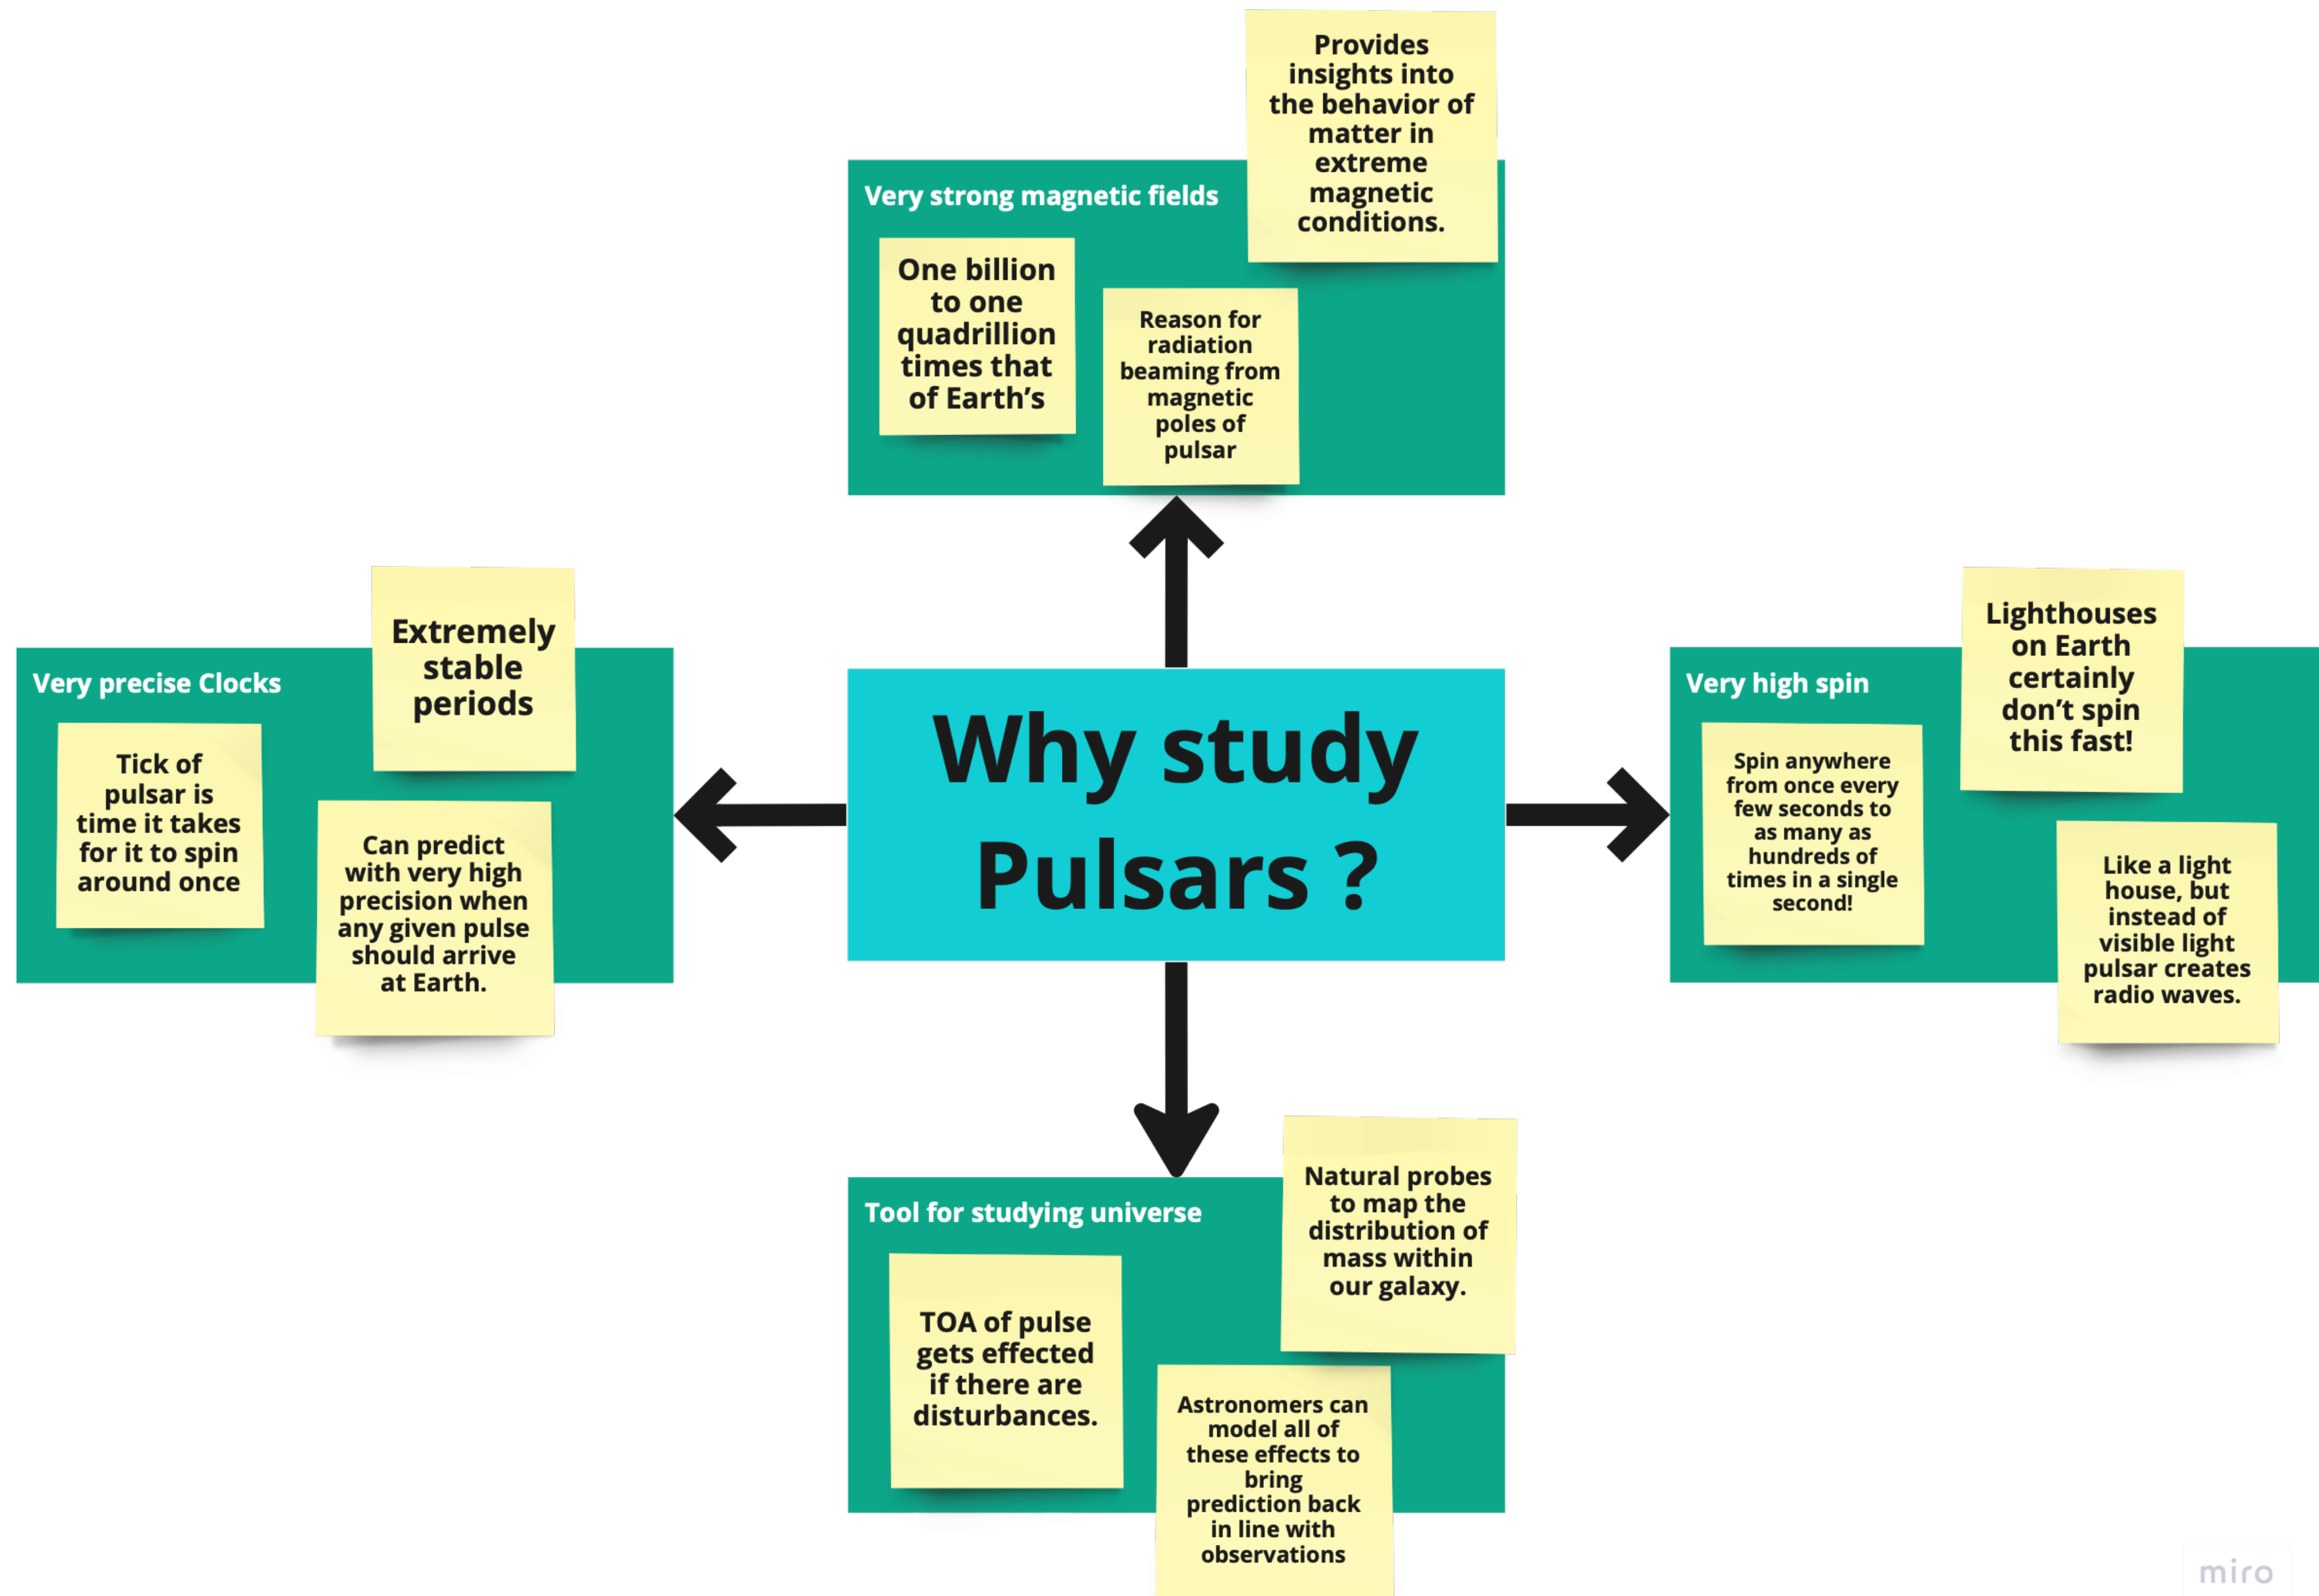 Provides
insights into
the behavior of
matter in
extreme
magnetic
conditions.
Very strong magnetic fields
One billion
to one
quadrillion
times that
of Earth’s
Reason for
radiation
beaming from
magnetic
poles of
pulsar
Extremely
stable
periods
Very precise Clocks
Tick of
pulsar is
time it takes
for it to spin
around once
Can predict
with very high
precision when
any given pulse
should arrive
at Earth.
Why study
Pulsars ?
Lighthouses
on Earth
certainly
don’t spin
this fast!
Very high spin
Spin anywhere
from once every
few seconds to
as many as
hundreds of
times in a single
second!
Like a light
house, but
instead of
visible light
pulsar creates
radio waves.
Natural probes
to map the
distribution of
mass within
our galaxy.
Tool for studying universe
TOA of pulse
gets effected
if there are
disturbances.
Astronomers can
model all of
these effects to
bring
prediction back
in line with
observations
miro